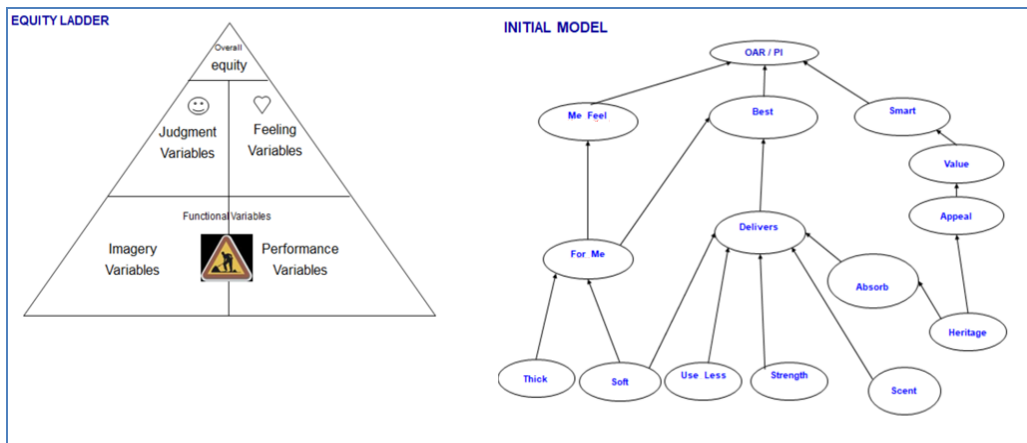 EQUITY LADDER
Overall
equity
Judgment
Variables
Feeling
Variables
Functional Variables
Imagery
Variables
Performance
Variables
INITIAL MODEL
OAR / PI
Me Feel
Best
Smart
Value
Appeal
Delivers
For Me
Absorb
Heritage
Thick
Soft
Use Less
Strength
Scent